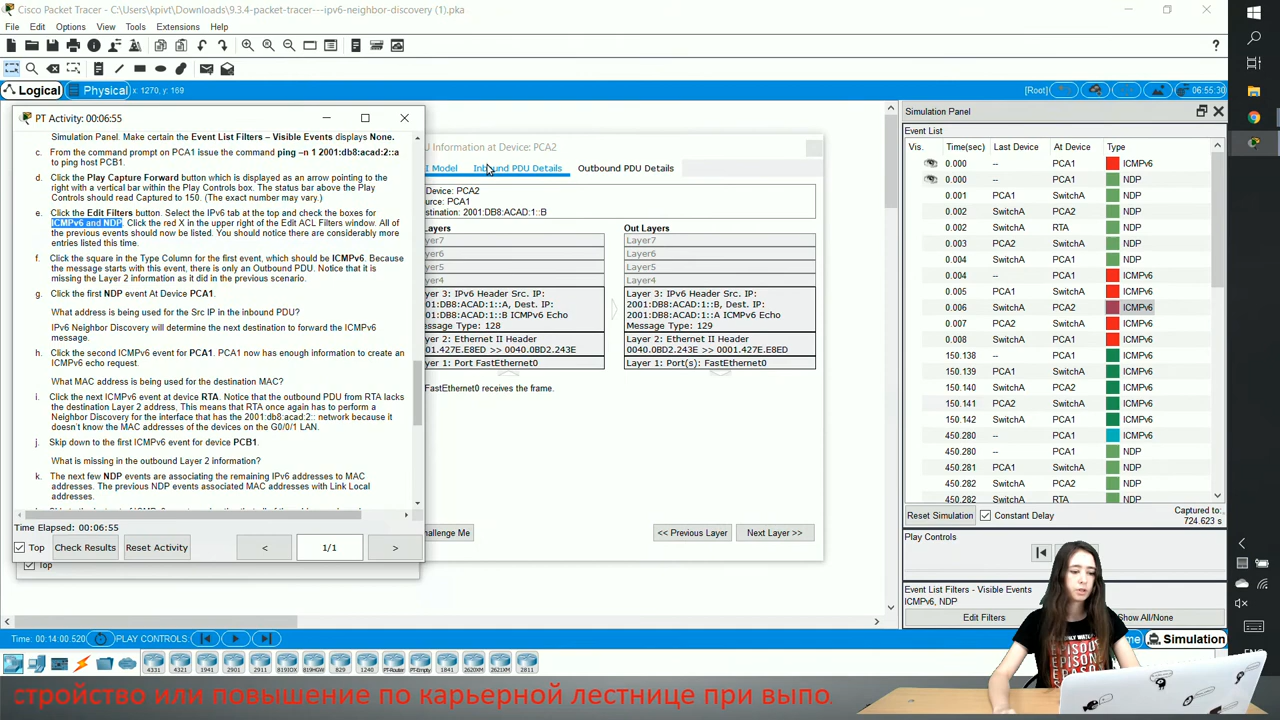 Cisco Packet Tracer - C:\Users\kpivt\Downloads\9.3.4-packet-tracer---ipv6-neighbor-discovery (1).pka
File Edit Options View Tools Extensions Help
Logical Physical x: 1270, y: 169 [Root] 06:55:30
PT Activity: 00:06:55
Simulation Panel. Make certain the Event List Filters – Visible Events displays None.
c. From the command prompt on PCA1 issue the command ping –n 1 2001:db8:acad:2::a
to ping host PCB1.
d. Click the Play Capture Forward button which is displayed as an arrow pointing to the
right with a vertical bar within the Play Controls box. The status bar above the Play
Controls should read Captured to 150. (The exact number may vary.)
e. Click the Edit Filters button. Select the IPv6 tab at the top and check the boxes for
ICMPv6 and NDP. Click the red X in the upper right of the Edit ACL Filters window. All of
the previous events should now be listed. You should notice there are considerably more
entries listed this time.
f. Click the square in the Type Column for the first event, which should be ICMPv6. Because
the message starts with this event, there is only an Outbound PDU. Notice that it is
missing the Layer 2 information as it did in the previous scenario.
g. Click the first NDP event At Device PCA1.
What address is being used for the Src IP in the inbound PDU?
IPv6 Neighbor Discovery will determine the next destination to forward the ICMPv6
message.
h. Click the second ICMPv6 event for PCA1. PCA1 now has enough information to create an
ICMPv6 echo request.
What MAC address is being used for the destination MAC?
i. Click the next ICMPv6 event at device RTA. Notice that the outbound PDU from RTA lacks
the destination Layer 2 address, This means that RTA once again has to perform a
Neighbor Discovery for the interface that has the 2001:db8:acad:2:: network because it
doesn't know the MAC addresses of the devices on the G0/0/1 LAN.
j. Skip down to the first ICMPv6 event for device PCB1.
What is missing in the outbound Layer 2 information?
k. The next few NDP events are associating the remaining IPv6 addresses to MAC
addresses. The previous NDP events associated MAC addresses with Link Local
addresses.
Time Elapsed: 00:06:55
Top Check Results Reset Activity < 1/1 >
Top
U Information at Device: PCA2
I Model Inbound PDU Details Outbound PDU Details
Device: PCA2
urce: PCA1
stination: 2001:DB8:ACAD:1::B
Layers
yer7
yer6
yer5
yer4
yer 3: IPv6 Header Src. IP:
2001:DB8:ACAD:1::A, Dest. IP:
2001:DB8:ACAD:1::B ICMPv6 Echo
essage Type: 128
yer 2: Ethernet II Header
01.427E.E8ED >> 0040.0BD2.243E
yer 1: Port FastEthernet0
Out Layers
Layer7
Layer6
Layer5
Layer4
Layer 3: IPv6 Header Src. IP:
2001:DB8:ACAD:1::B, Dest. IP:
2001:DB8:ACAD:1::A ICMPv6 Echo
Message Type: 129
Layer 2: Ethernet II Header
0040.0BD2.243E >> 0001.427E.E8ED
Layer 1: Port(s): FastEthernet0
FastEthernet0 receives the frame.
hallenge Me << Previous Layer Next Layer >>
Simulation Panel
Event List
Vis. Time(sec) Last Device At Device Type
0.000 -- PCA1 ICMPv6
0.000 -- PCA1 NDP
0.001 PCA1 SwitchA NDP
0.002 SwitchA PCA2 NDP
0.002 SwitchA RTA NDP
0.003 PCA2 SwitchA NDP
0.004 SwitchA PCA1 NDP
0.004 -- PCA1 ICMPv6
0.005 PCA1 SwitchA ICMPv6
0.006 SwitchA PCA2 ICMPv6
0.007 PCA2 SwitchA ICMPv6
0.008 SwitchA PCA1 ICMPv6
150.138 -- PCA1 ICMPv6
150.139 PCA1 SwitchA ICMPv6
150.140 SwitchA PCA2 ICMPv6
150.141 PCA2 SwitchA ICMPv6
150.142 SwitchA PCA1 ICMPv6
450.280 -- PCA1 ICMPv6
450.280 -- PCA1 NDP
450.281 PCA1 SwitchA NDP
450.282 SwitchA PCA2 NDP
450.282 SwitchA RTA NDP
Reset Simulation Constant Delay Captured to:
724.623 s
Play Controls
Event List Filters - Visible Events
ICMPv6, NDP
Edit Filters Show All/None
Time: 00:14:00.520 PLAY CONTROLS: me Simulation
4331 4321 1941 2901 2911 819IOX 819HGW 829 1240 PT-Router PT-Empty 1841 2620XM 2621XM 2811
стройство или повышение по карьерной лестнице при выпо